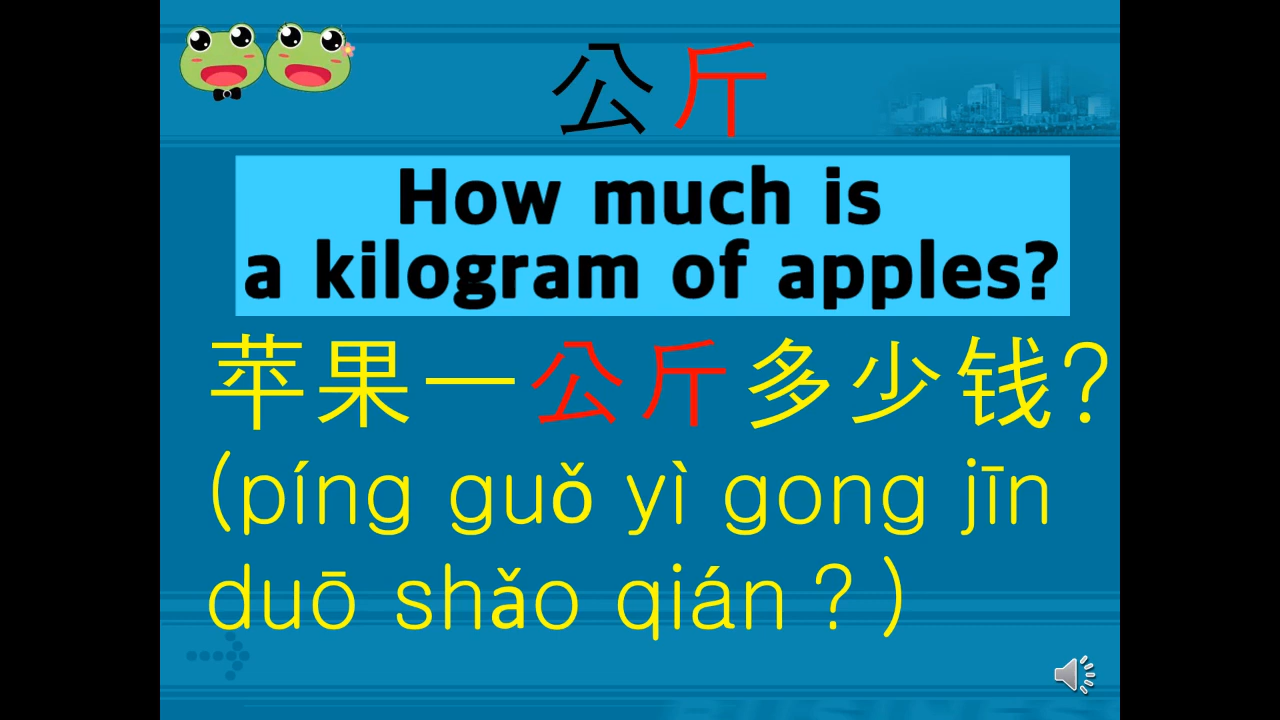 公斤
How much is
a kilogram of apples?
苹果一公斤多少钱?
(píng guǒ yì gong jīn
duō shǎo qián？)